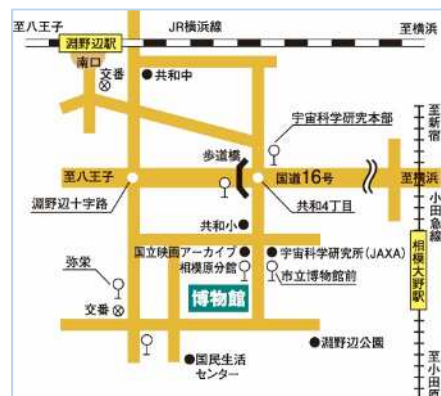 至八王子
JR横浜線
至横浜
淵野辺駅
南口
交番
共和中
至新宿
宇宙科学研究本部
歩道橋
至八王子
国道16号
至横浜
小田急線
淵野辺十字路
共和4丁目
共和小
国立映画アーカイブ
相模原分館
宇宙科学研究所(JAXA)
弥栄
市立博物館前
相模大野駅
博物館
交番
淵野辺公園
国民生活
センター
至小田原